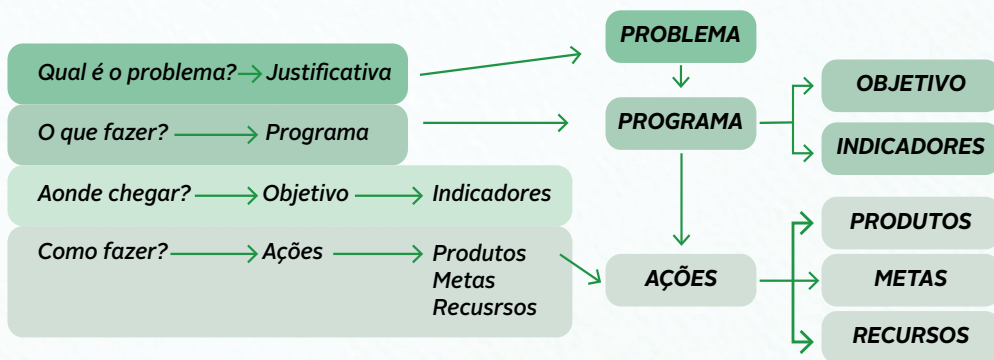 Qual é o problema? Justificativa
O que fazer? Programa
Aonde chegar? Objetivo Indicadores
Como fazer? Ações Produtos
Metas
Recusrsos
PROBLEMA
PROGRAMA
OBJETIVO
INDICADORES
AÇÕES
PRODUTOS
METAS
RECURSOS